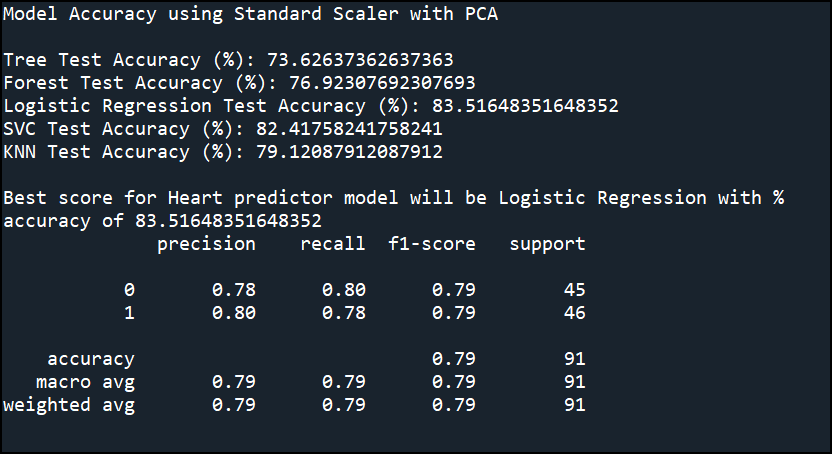 Model Accuracy using Standard Scaler with PCA
Tree Test Accuracy (%): 73.62637362637363
Forest Test Accuracy (%): 76.92307692307693
Logistic Regression Test Accuracy (%): 83.51648351648352
SVC Test Accuracy (%): 82.41758241758241
KNN Test Accuracy (%): 79.12087912087912
Best score for Heart predictor model will be Logistic Regression with %
accuracy of 83.51648351648352
precision recall f1-score support
0 0.78 0.80 0.79 45
1 0.80 0.78 0.79 46
accuracy 0.79 91
macro avg 0.79 0.79 0.79 91
weighted avg 0.79 0.79 0.79 91